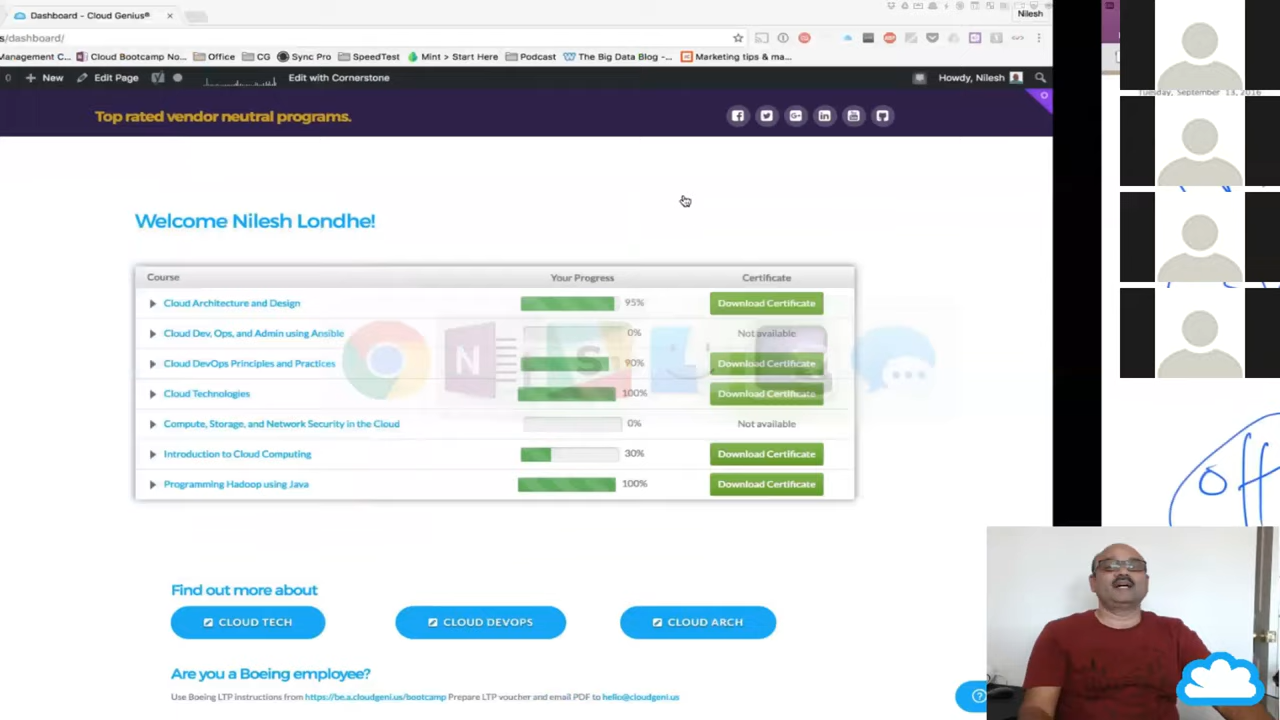 Dashboard - Cloud Genius®
Nilesh
s/dashboard/
Management C... Cloud Bootcamp No... Office CG Sync Pro SpeedTest Mint > Start Here Podcast The Big Data Blog -... Marketing tips & ma...
0 New Edit Page Edit with Cornerstone Howdy, Nilesh
Tuesday, September 13, 2016
Top rated vendor neutral programs.
Welcome Nilesh Londhe!
Course Your Progress Certificate
Cloud Architecture and Design 95% Download Certificate
Cloud Dev, Ops, and Admin using Ansible 0% Not available
Cloud DevOps Principles and Practices 90% Download Certificate
Cloud Technologies 100% Download Certificate
Compute, Storage, and Network Security in the Cloud 0% Not available
Introduction to Cloud Computing 30% Download Certificate
Programming Hadoop using Java 100% Download Certificate
off
Find out more about
CLOUD TECH CLOUD DEVOPS CLOUD ARCH
Are you a Boeing employee?
Use Boeing LTP instructions from https://be.a.cloudgeni.us/bootcamp Prepare LTP voucher and email PDF to hello@cloudgeni.us